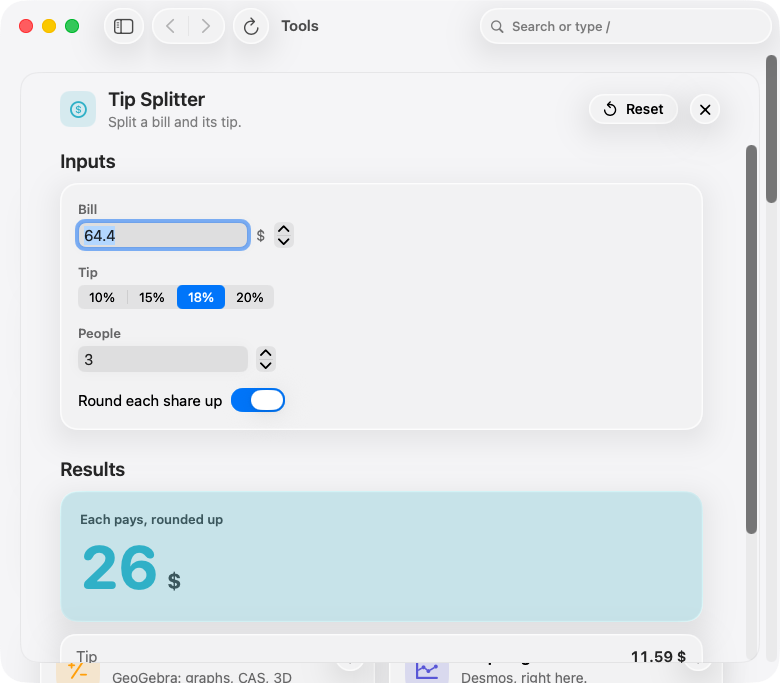 Tools
Search or type /
Tip Splitter
Split a bill and its tip.
Reset
Inputs
Bill
64.4 $
Tip
10% 15% 18% 20%
People
3
Round each share up
Results
Each pays, rounded up
26 $
Tip 11.59 $
GeoGebra: graphs, CAS, 3D
Desmos, right here.